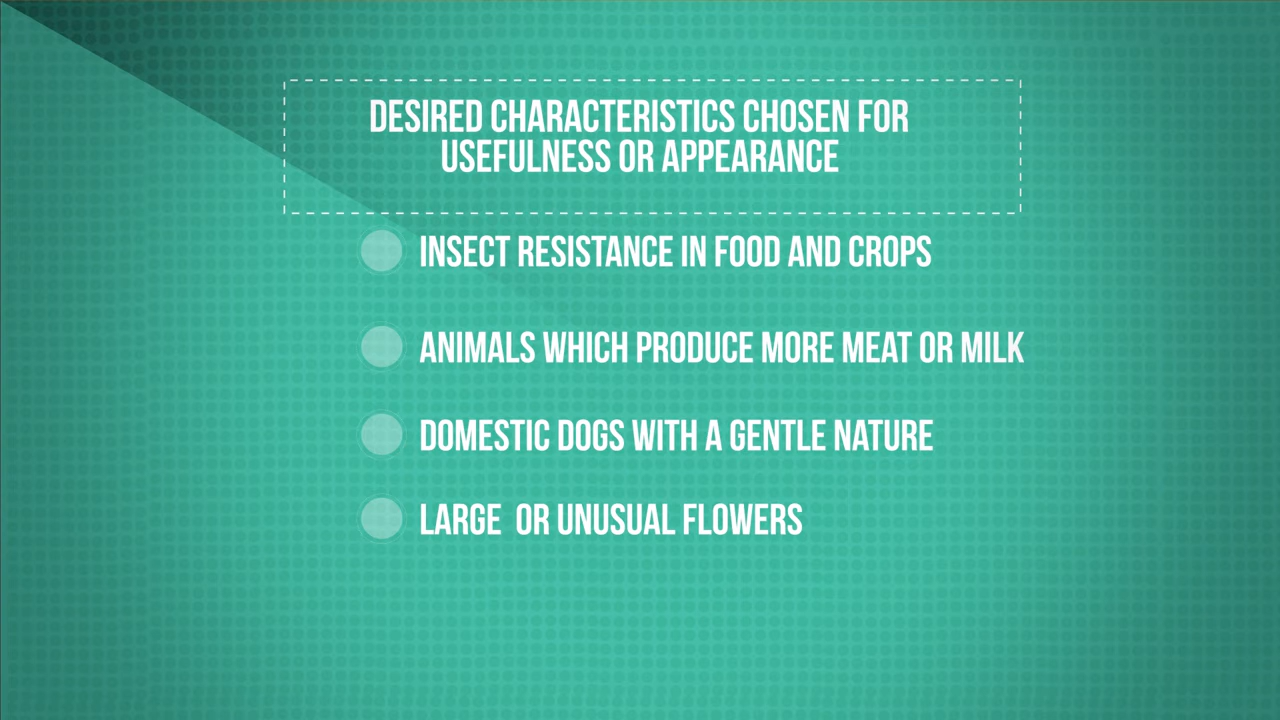 DESIRED CHARACTERISTICS CHOSEN FOR
USEFULNESS OR APPEARANCE
INSECT RESISTANCE IN FOOD AND CROPS
ANIMALS WHICH PRODUCE MORE MEAT OR MILK
DOMESTIC DOGS WITH A GENTLE NATURE
LARGE OR UNUSUAL FLOWERS